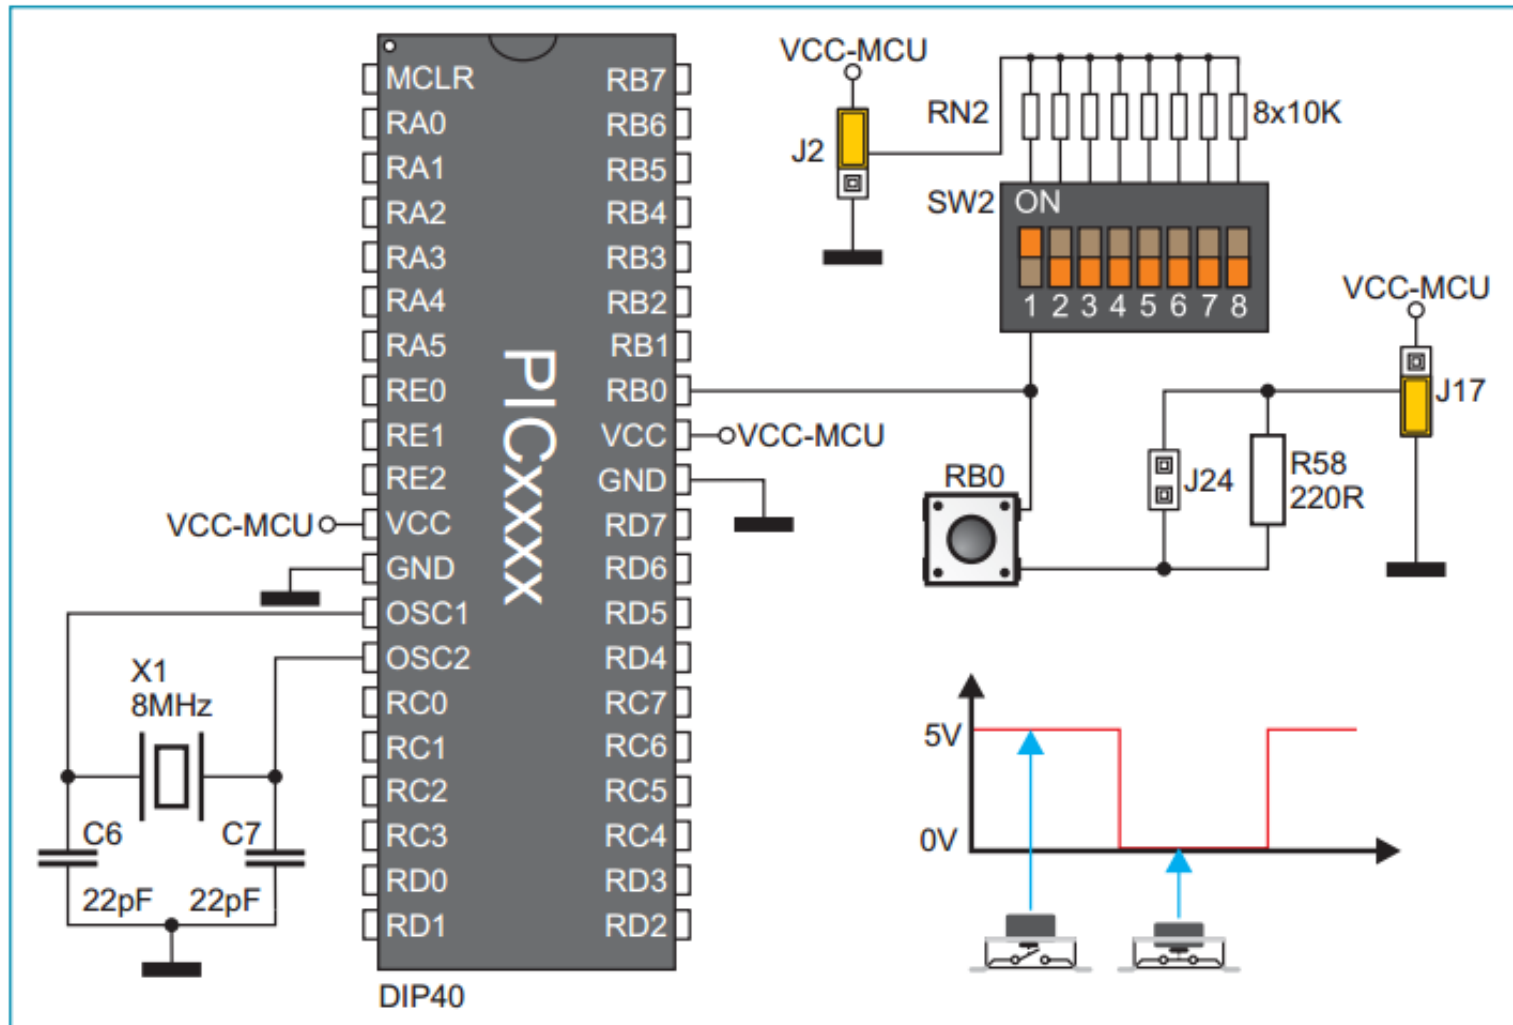 MCLR
RA0
RA1
RA2
RA3
RA4
RA5
RE0
RE1
RE2
VCC
GND
OSC1
OSC2
RC0
RC1
RC2
RC3
RD0
RD1
RB7
RB6
RB5
RB4
RB3
RB2
RB1
RB0
VCC
GND
RD7
RD6
RD5
RD4
RC7
RC6
RC5
RC4
RD3
RD2
PICxxxx
DIP40
VCC-MCU
X1
8MHz
C6
C7
22pF
22pF
VCC-MCU
VCC-MCU
J2
RN2
8x10K
SW2
ON
1 2 3 4 5 6 7 8
VCC-MCU
J17
RB0
J24
R58
220R
5V
0V